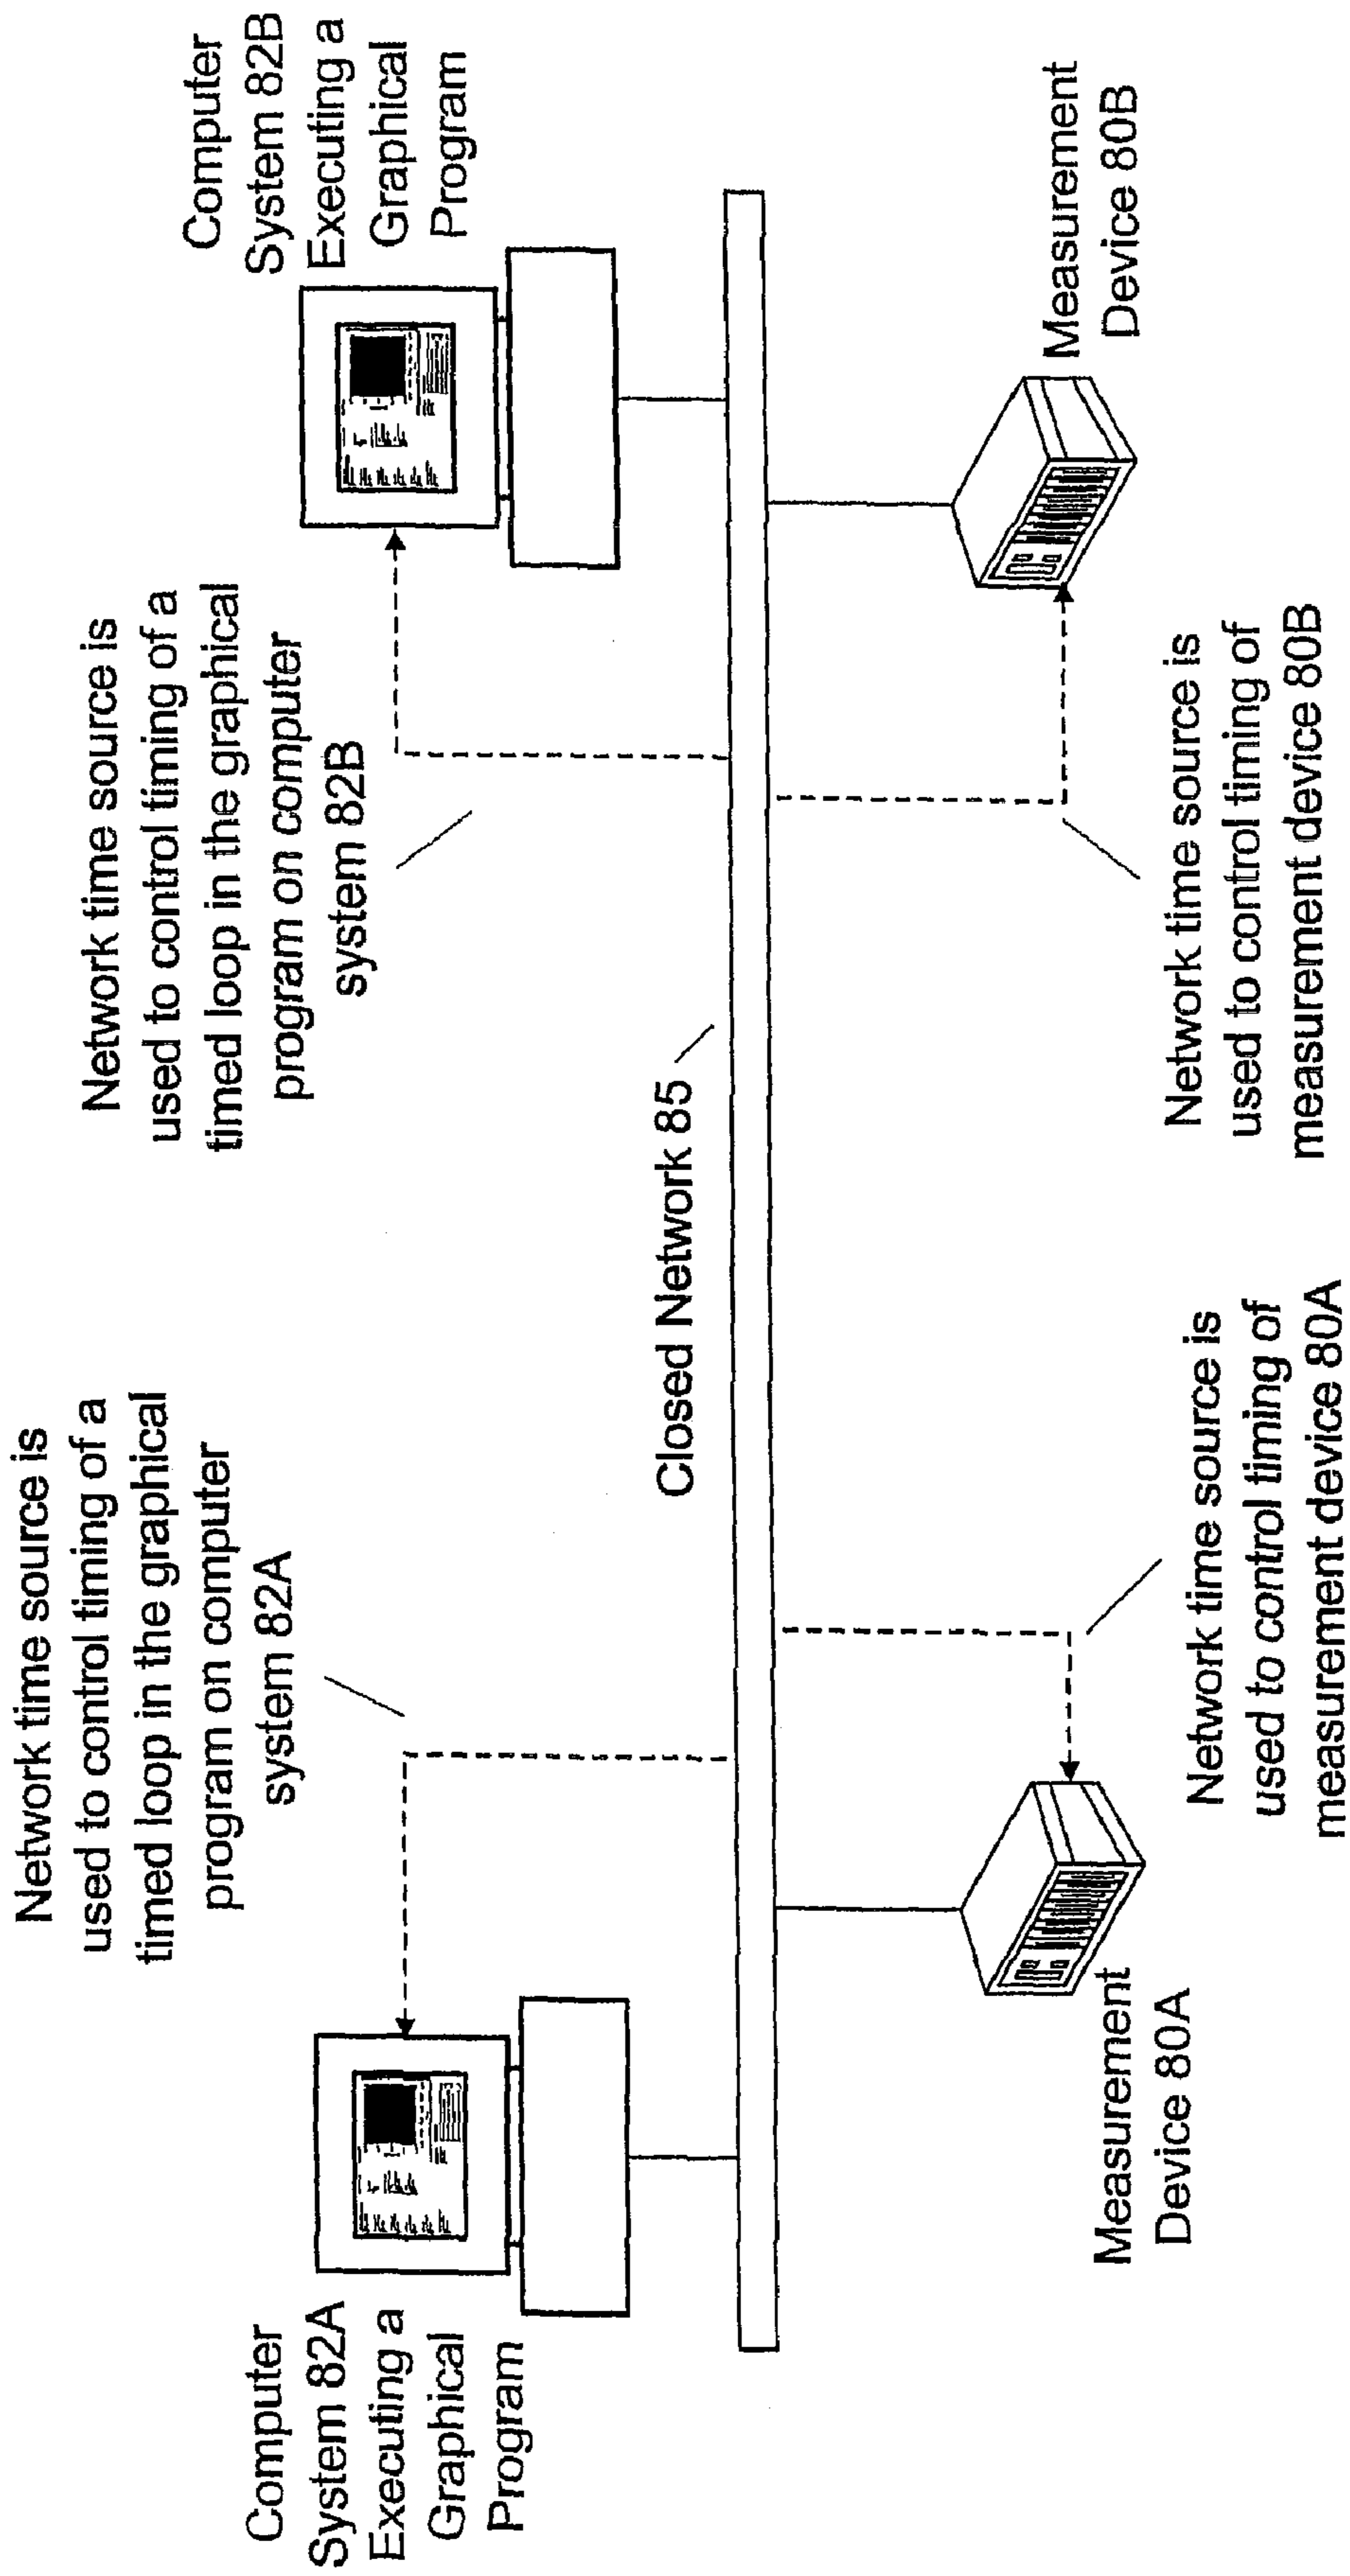 Network time source is
used to control timing of a
timed loop in the graphical
program on computer
system 82A
Network time source is
used to control timing of a
timed loop in the graphical
program on computer
system 82B
Computer
System 82A
Executing a
Graphical
Program
Computer
System 82B
Executing a
Graphical
Program
Closed Network 85
Measurement
Device 80A
Network time source is
used to control timing of
measurement device 80A
Network time source is
used to control timing of
measurement device 80B
Measurement
Device 80B